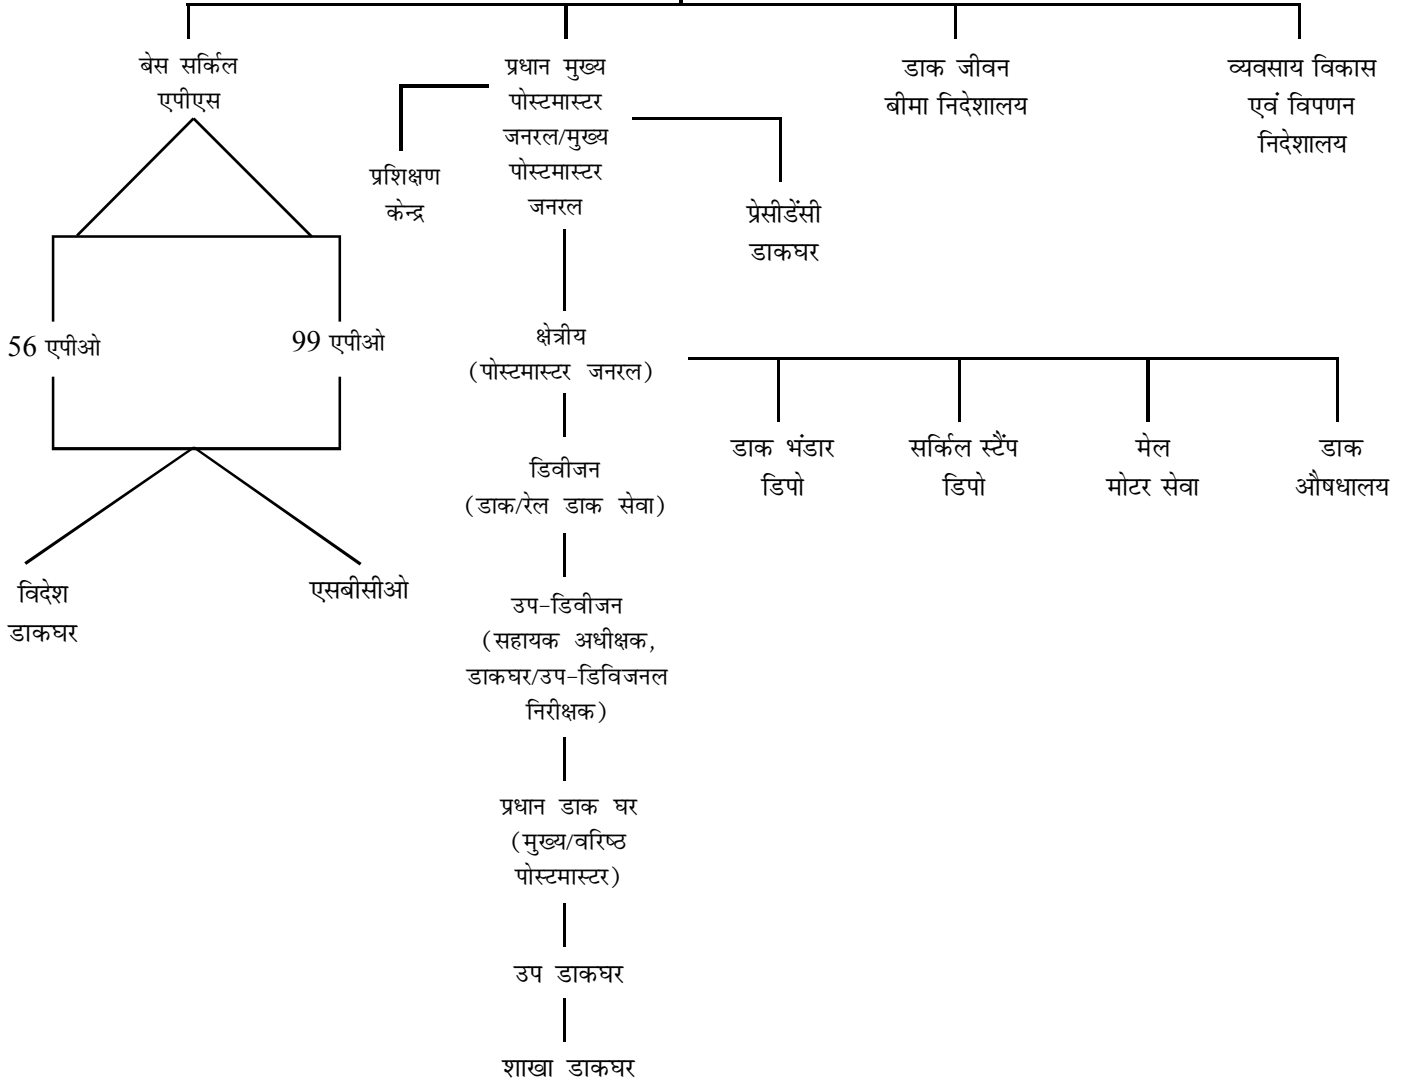 बेस सर्किल
एपीएस
प्रधान मुख्य
पोस्टमास्टर
जनरल/मुख्य
पोस्टमास्टर
जनरल
डाक जीवन
बीमा निदेशालय
व्यवसाय विकास
एवं विपणन
निदेशालय
प्रशिक्षण
केन्द्र
प्रेसीडेंसी
डाकघर
56 एपीओ
99 एपीओ
क्षेत्रीय
(पोस्टमास्टर जनरल)
डाक भंडार
डिपो
सर्किल स्टैंप
डिपो
मेल
मोटर सेवा
डाक
औषधालय
डिवीजन
(डाक/रेल डाक सेवा)
विदेश
डाकघर
एसबीसीओ
उप-डिवीजन
(सहायक अधीक्षक,
डाकघर/उप-डिविजनल
निरीक्षक)
प्रधान डाक घर
(मुख्य/वरिष्ठ
पोस्टमास्टर)
उप डाकघर
शाखा डाकघर